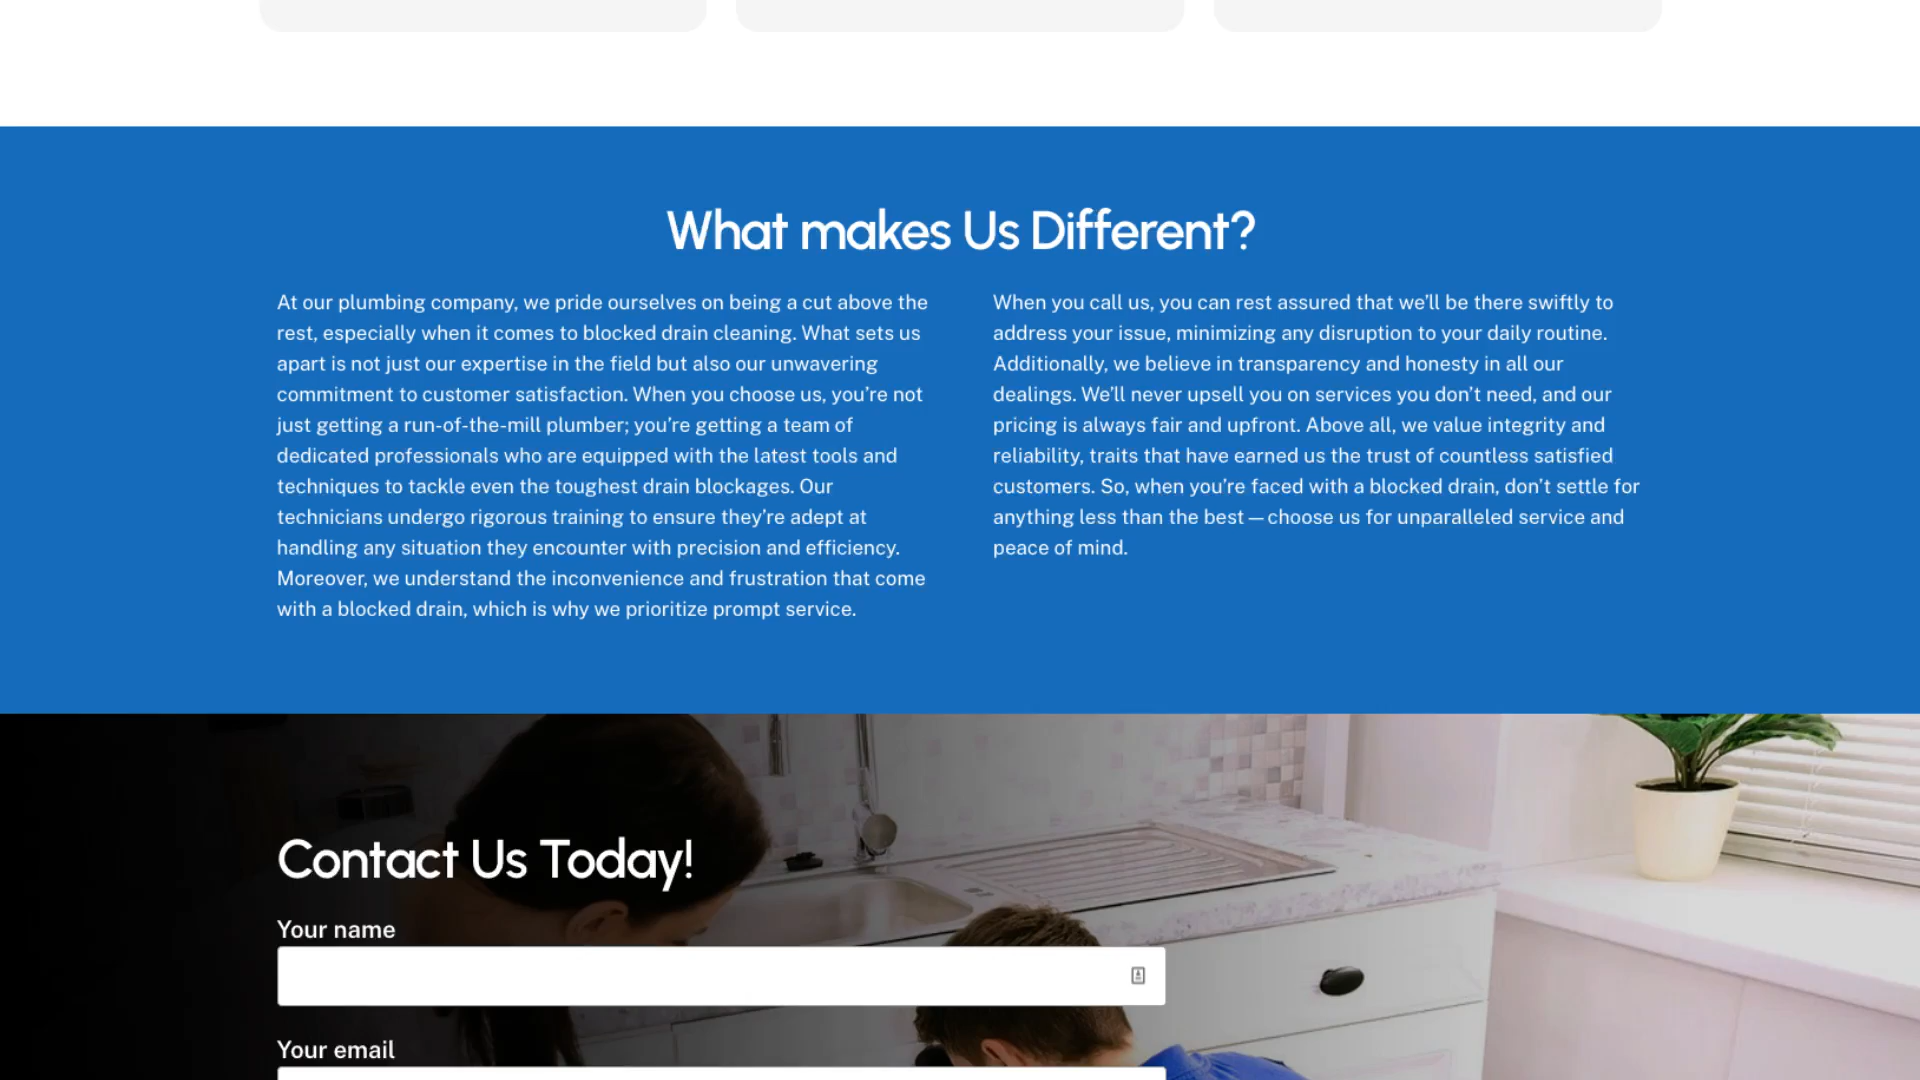 What makes Us Different?
At our plumbing company, we pride ourselves on being a cut above the
rest, especially when it comes to blocked drain cleaning. What sets us
apart is not just our expertise in the field but also our unwavering
commitment to customer satisfaction. When you choose us, you’re not
just getting a run-of-the-mill plumber; you’re getting a team of
dedicated professionals who are equipped with the latest tools and
techniques to tackle even the toughest drain blockages. Our
technicians undergo rigorous training to ensure they’re adept at
handling any situation they encounter with precision and efficiency.
Moreover, we understand the inconvenience and frustration that come
with a blocked drain, which is why we prioritize prompt service.
When you call us, you can rest assured that we’ll be there swiftly to
address your issue, minimizing any disruption to your daily routine.
Additionally, we believe in transparency and honesty in all our
dealings. We’ll never upsell you on services you don’t need, and our
pricing is always fair and upfront. Above all, we value integrity and
reliability, traits that have earned us the trust of countless satisfied
customers. So, when you’re faced with a blocked drain, don’t settle for
anything less than the best—choose us for unparalleled service and
peace of mind.
Contact Us Today!
Your name
Your email